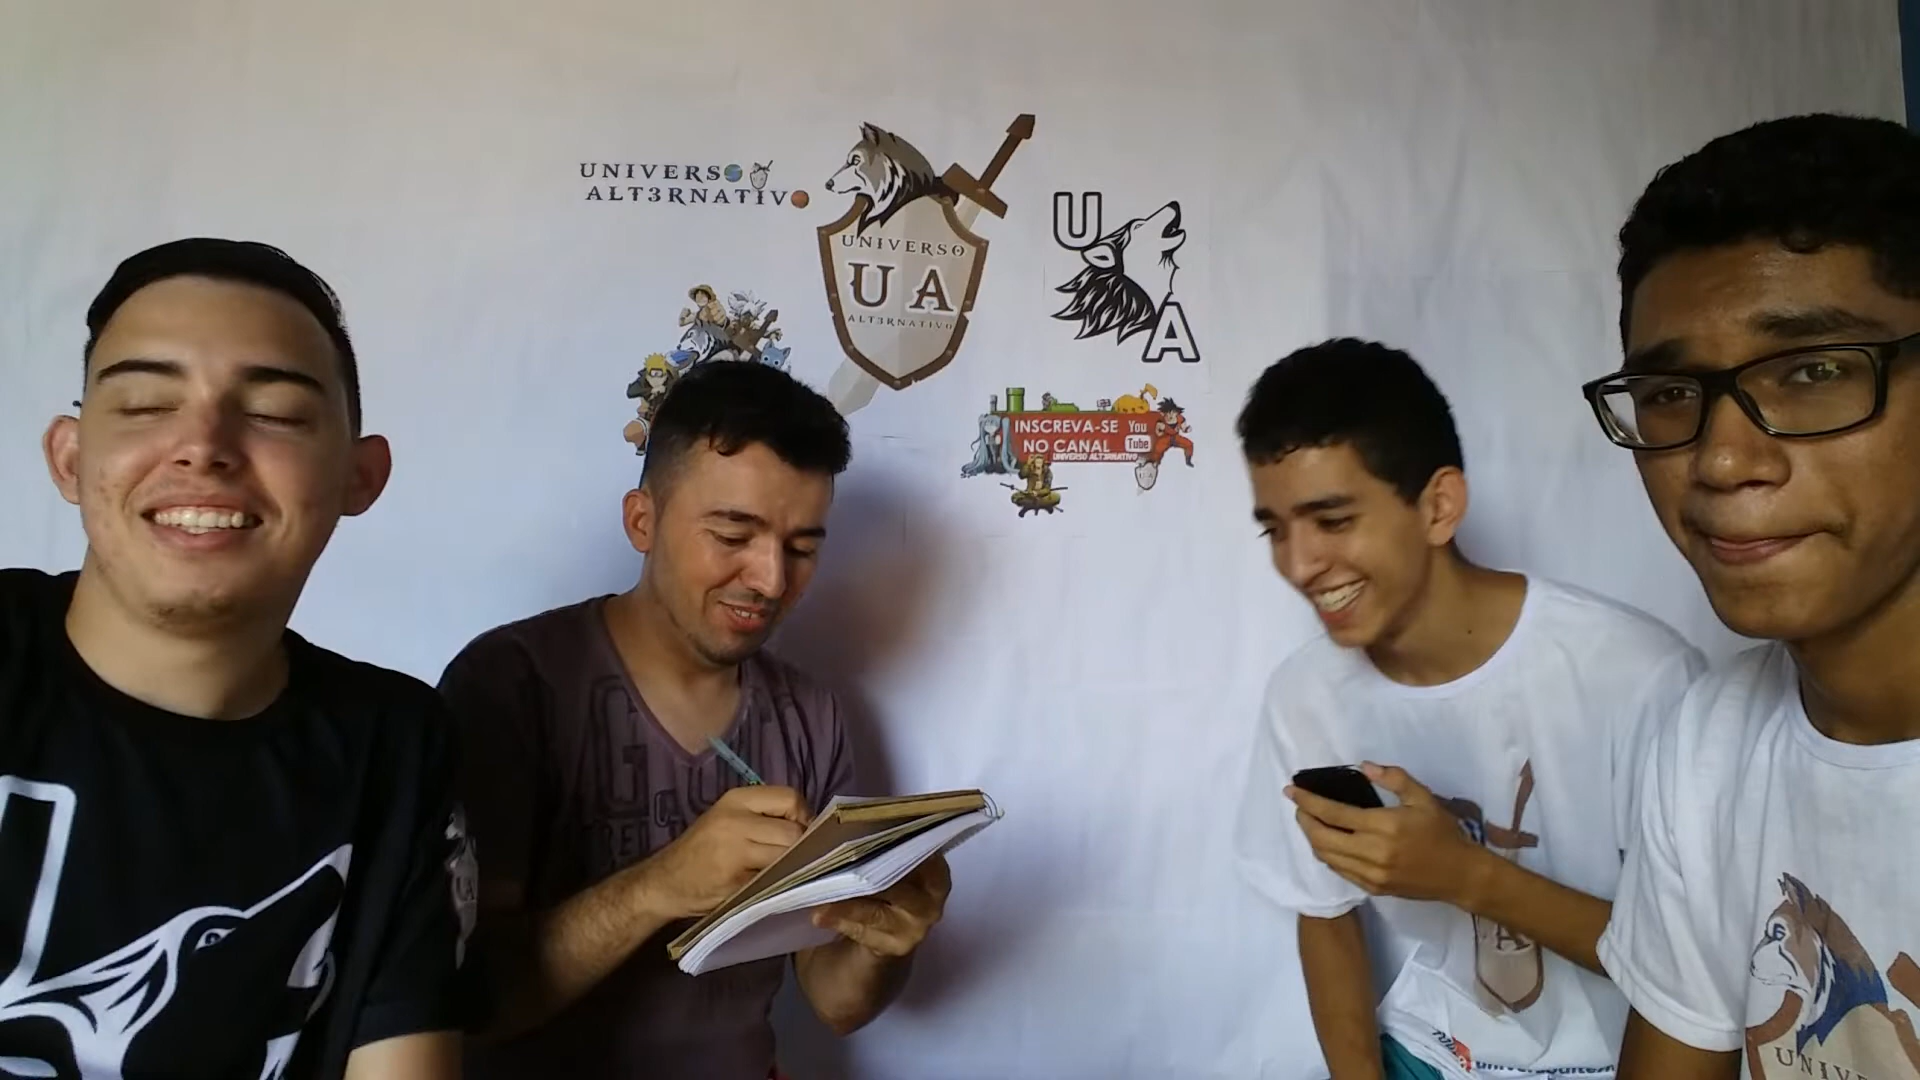 UNIVERSO
ALT3RNATIVO
UNIVERSO
U A
ALT3RNATIVO
U
A
INSCREVA-SE
NO CANAL
You
Tube
UNIVERSO ALT3RNATIVO
UA
A